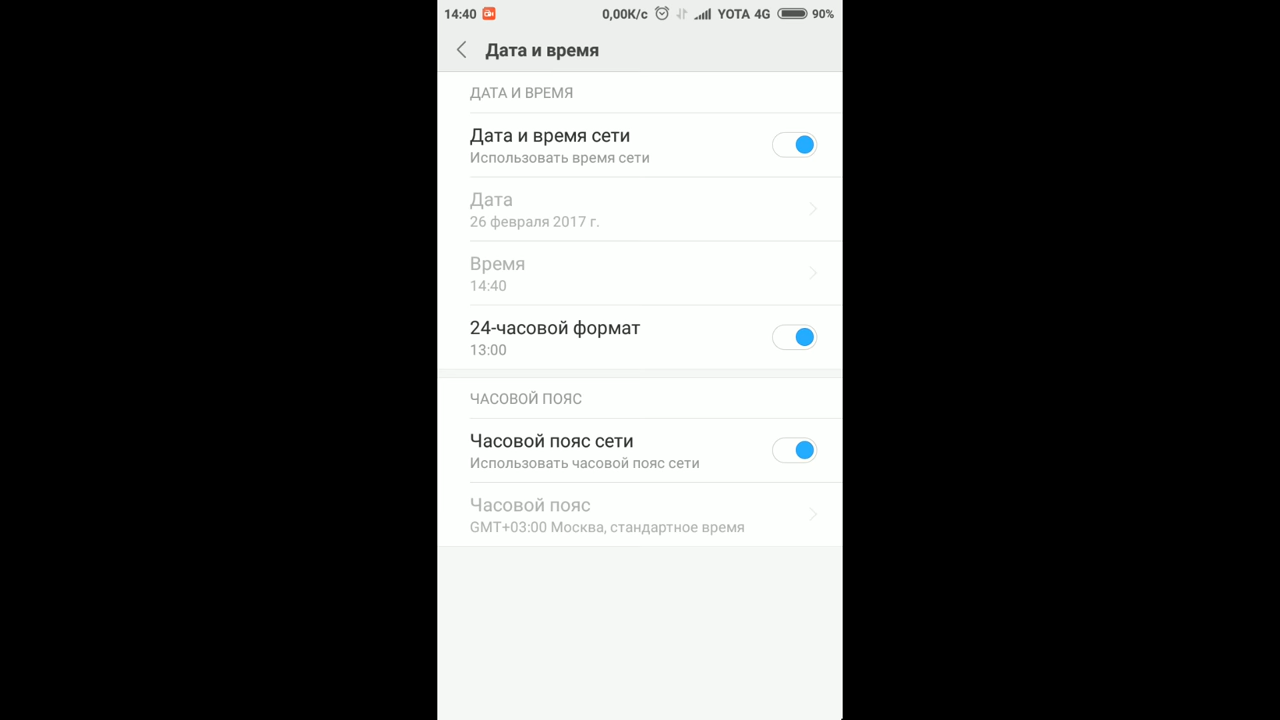 14:40 0,00K/c YOTA 4G 90%
Дата и время
ДАТА И ВРЕМЯ
Дата и время сети
Использовать время сети
Дата
26 февраля 2017 г.
Время
14:40
24-часовой формат
13:00
ЧАСОВОЙ ПОЯС
Часовой пояс сети
Использовать часовой пояс сети
Часовой пояс
GMT+03:00 Москва, стандартное время